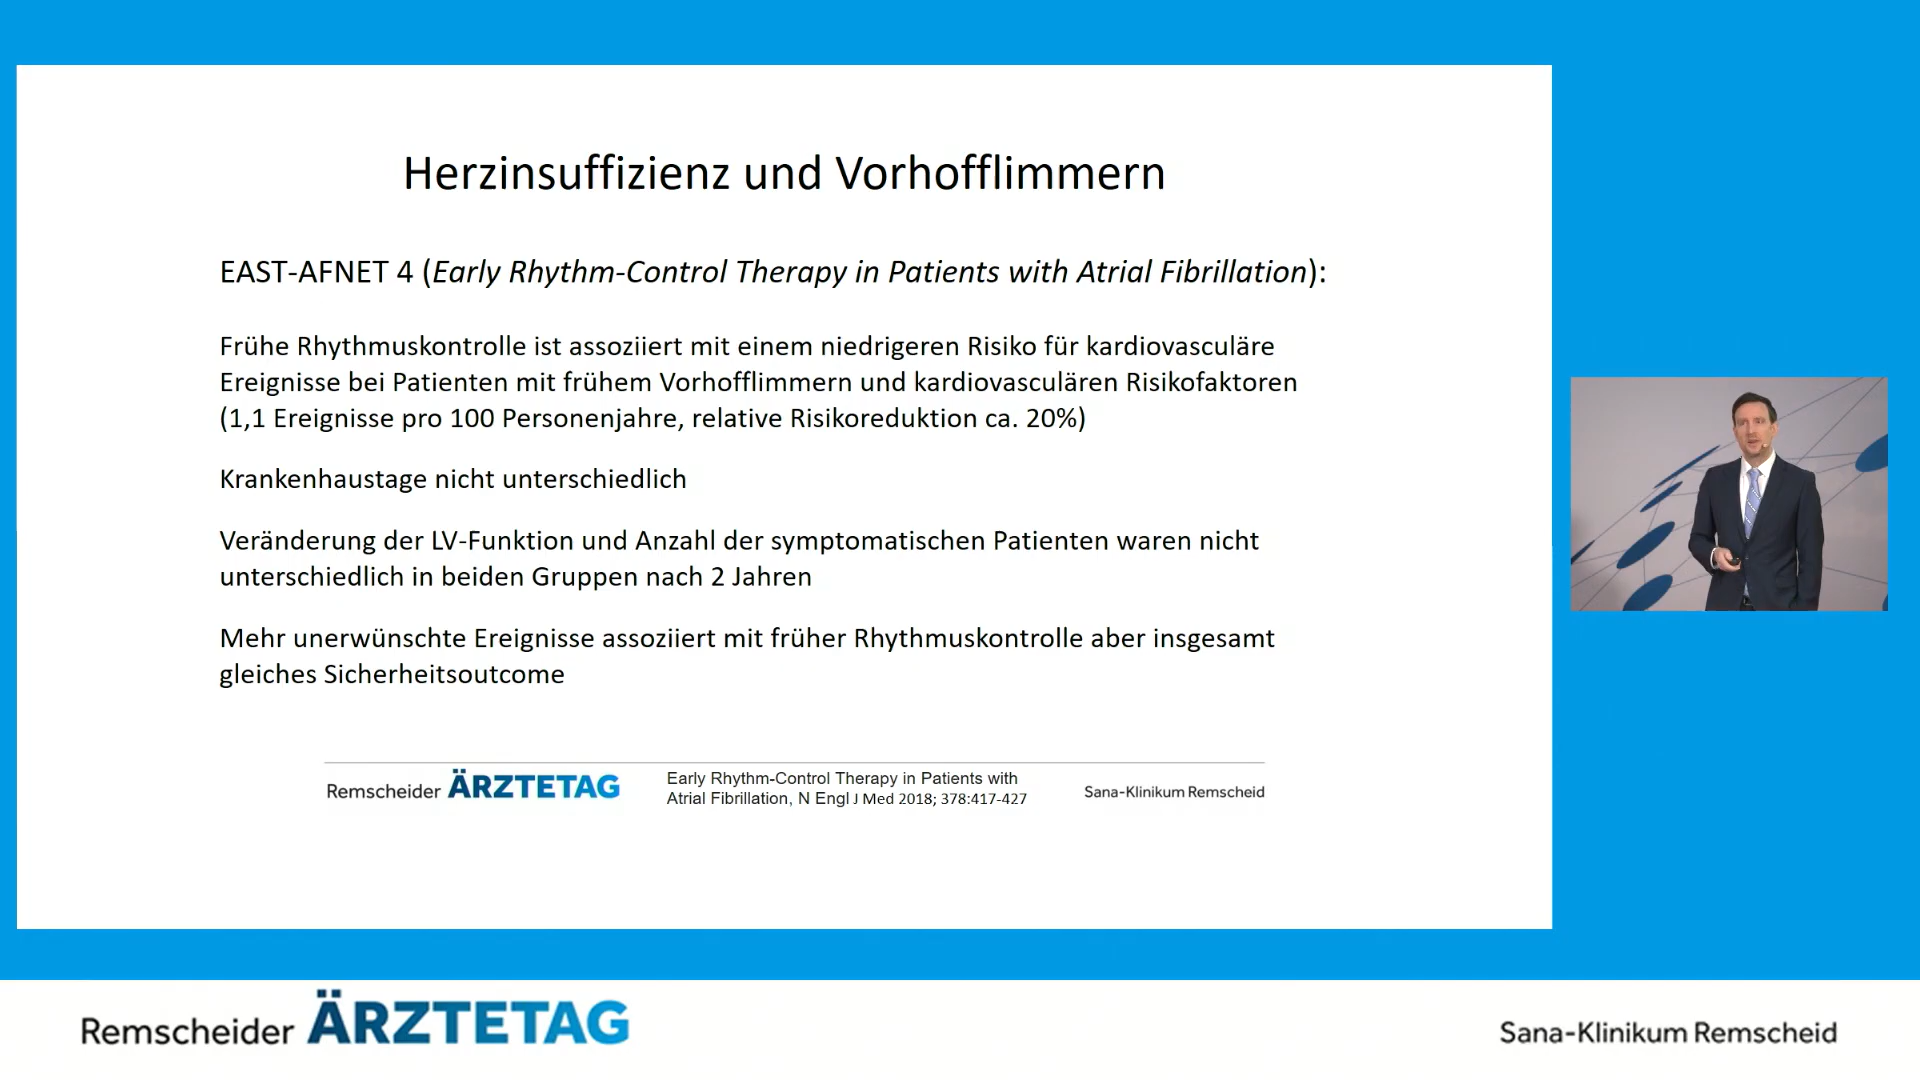 Herzinsuffizienz und Vorhofflimmern
EAST-AFNET 4 (Early Rhythm-Control Therapy in Patients with Atrial Fibrillation):
Frühe Rhythmuskontrolle ist assoziiert mit einem niedrigeren Risiko für kardiovasculäre
Ereignisse bei Patienten mit frühem Vorhofflimmern und kardiovasculären Risikofaktoren
(1,1 Ereignisse pro 100 Personenjahre, relative Risikoreduktion ca. 20%)
Krankenhaustage nicht unterschiedlich
Veränderung der LV-Funktion und Anzahl der symptomatischen Patienten waren nicht
unterschiedlich in beiden Gruppen nach 2 Jahren
Mehr unerwünschte Ereignisse assoziiert mit früher Rhythmuskontrolle aber insgesamt
gleiches Sicherheitsoutcome
Remscheider ÄRZTETAG
Early Rhythm-Control Therapy in Patients with
Atrial Fibrillation, N Engl J Med 2018; 378:417-427
Sana-Klinikum Remscheid
Remscheider ÄRZTETAG
Sana-Klinikum Remscheid